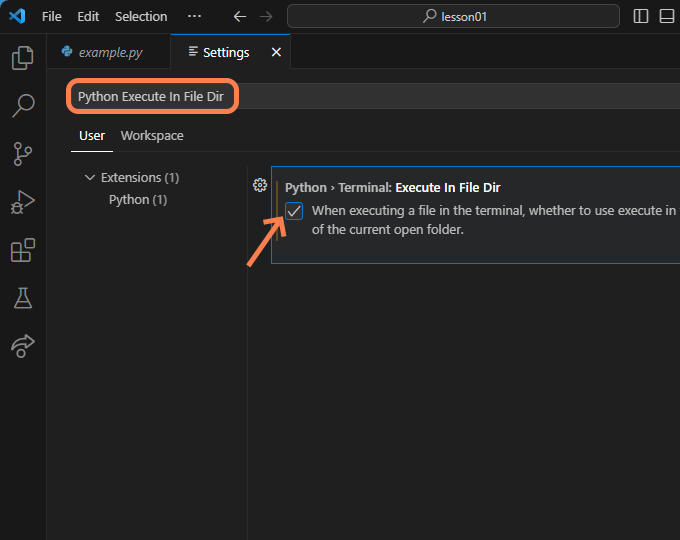 File Edit Selection ··· lesson01
example.py Settings
Python Execute In File Dir
User Workspace
Extensions (1)
Python (1)
Python › Terminal: Execute In File Dir
When executing a file in the terminal, whether to use execute in
of the current open folder.